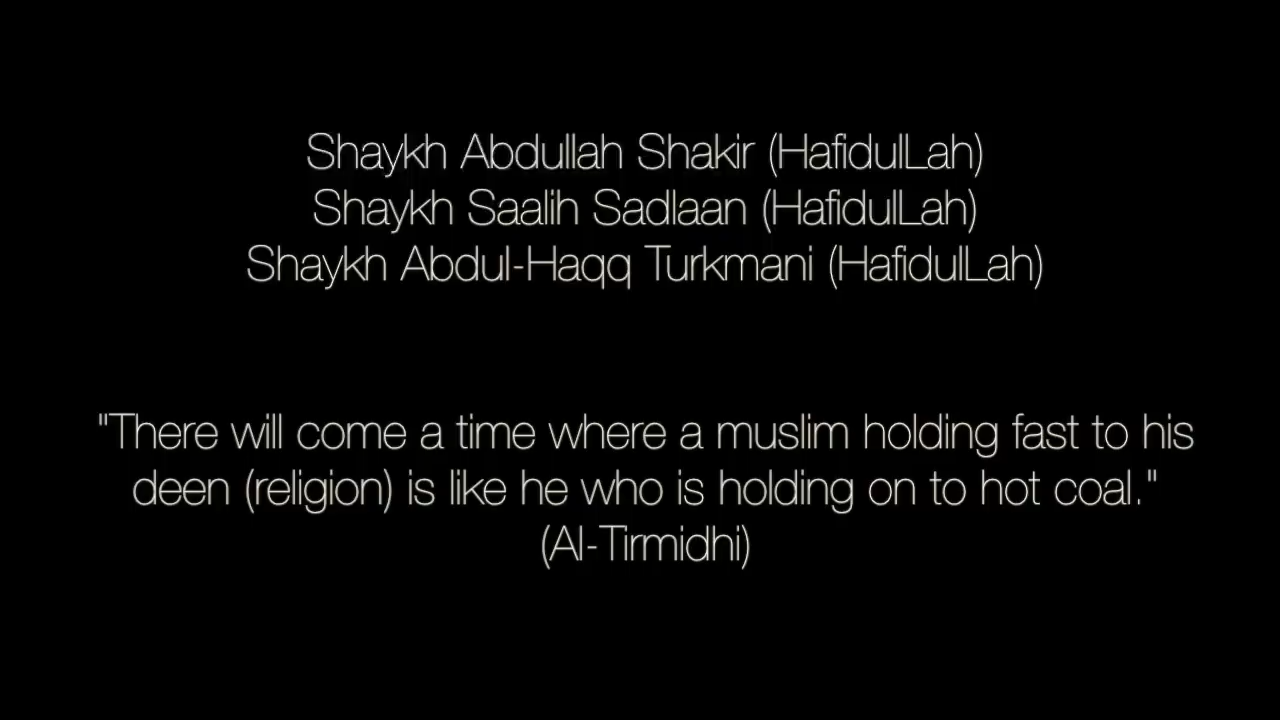 Shaykh Abdullah Shakir (HafidulLah)
Shaykh Saalih Sadlaan (HafidulLah)
Shaykh Abdul-Haqq Turkmani (HafidulLah)
"There will come a time where a muslim holding fast to his
deen (religion) is like he who is holding on to hot coal."
(Al-Tirmidhi)